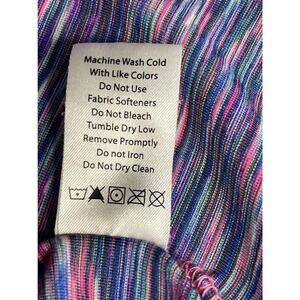 Machine Wash Cold
With Like Colors
Do Not Use
Fabric Softeners
Do Not Bleach
Tumble Dry Low
Remove Promptly
Do not Iron
Do Not Dry Clean